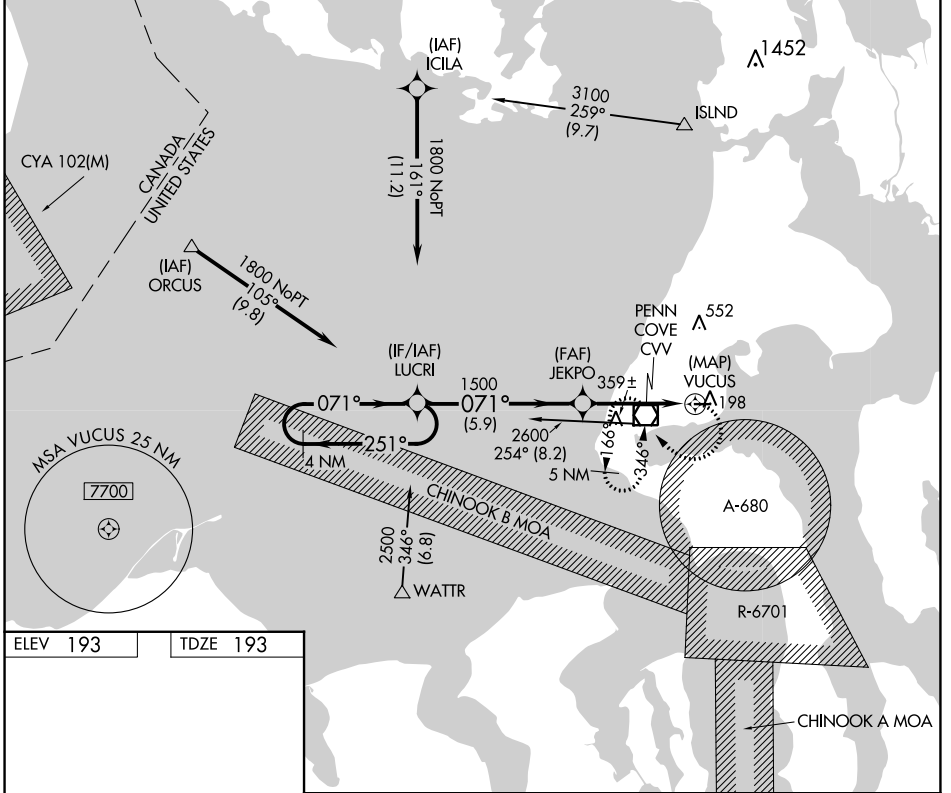 (IAF)
ICILA
1452
3100
259°
(9.7)
ISLND
CYA 102(M)
CANADA
UNITED STATES
1800 NoPT
161°
(11.2)
(IAF)
ORCUS
1800 NoPT
105°
(9.8)
PENN
COVE
CVV
552
(IF/IAF)
LUCRI
(FAF)
JEKPO
359±
(MAP)
VUCUS
198
071°
1500
071°
(5.9)
2600
254° (8.2)
166°
346°
251°
4 NM
5 NM
MSA VUCUS 25 NM
7700
CHINOOK B MOA
A-680
2500
346°
(6.8)
WATTR
R-6701
ELEV 193
TDZE 193
CHINOOK A MOA